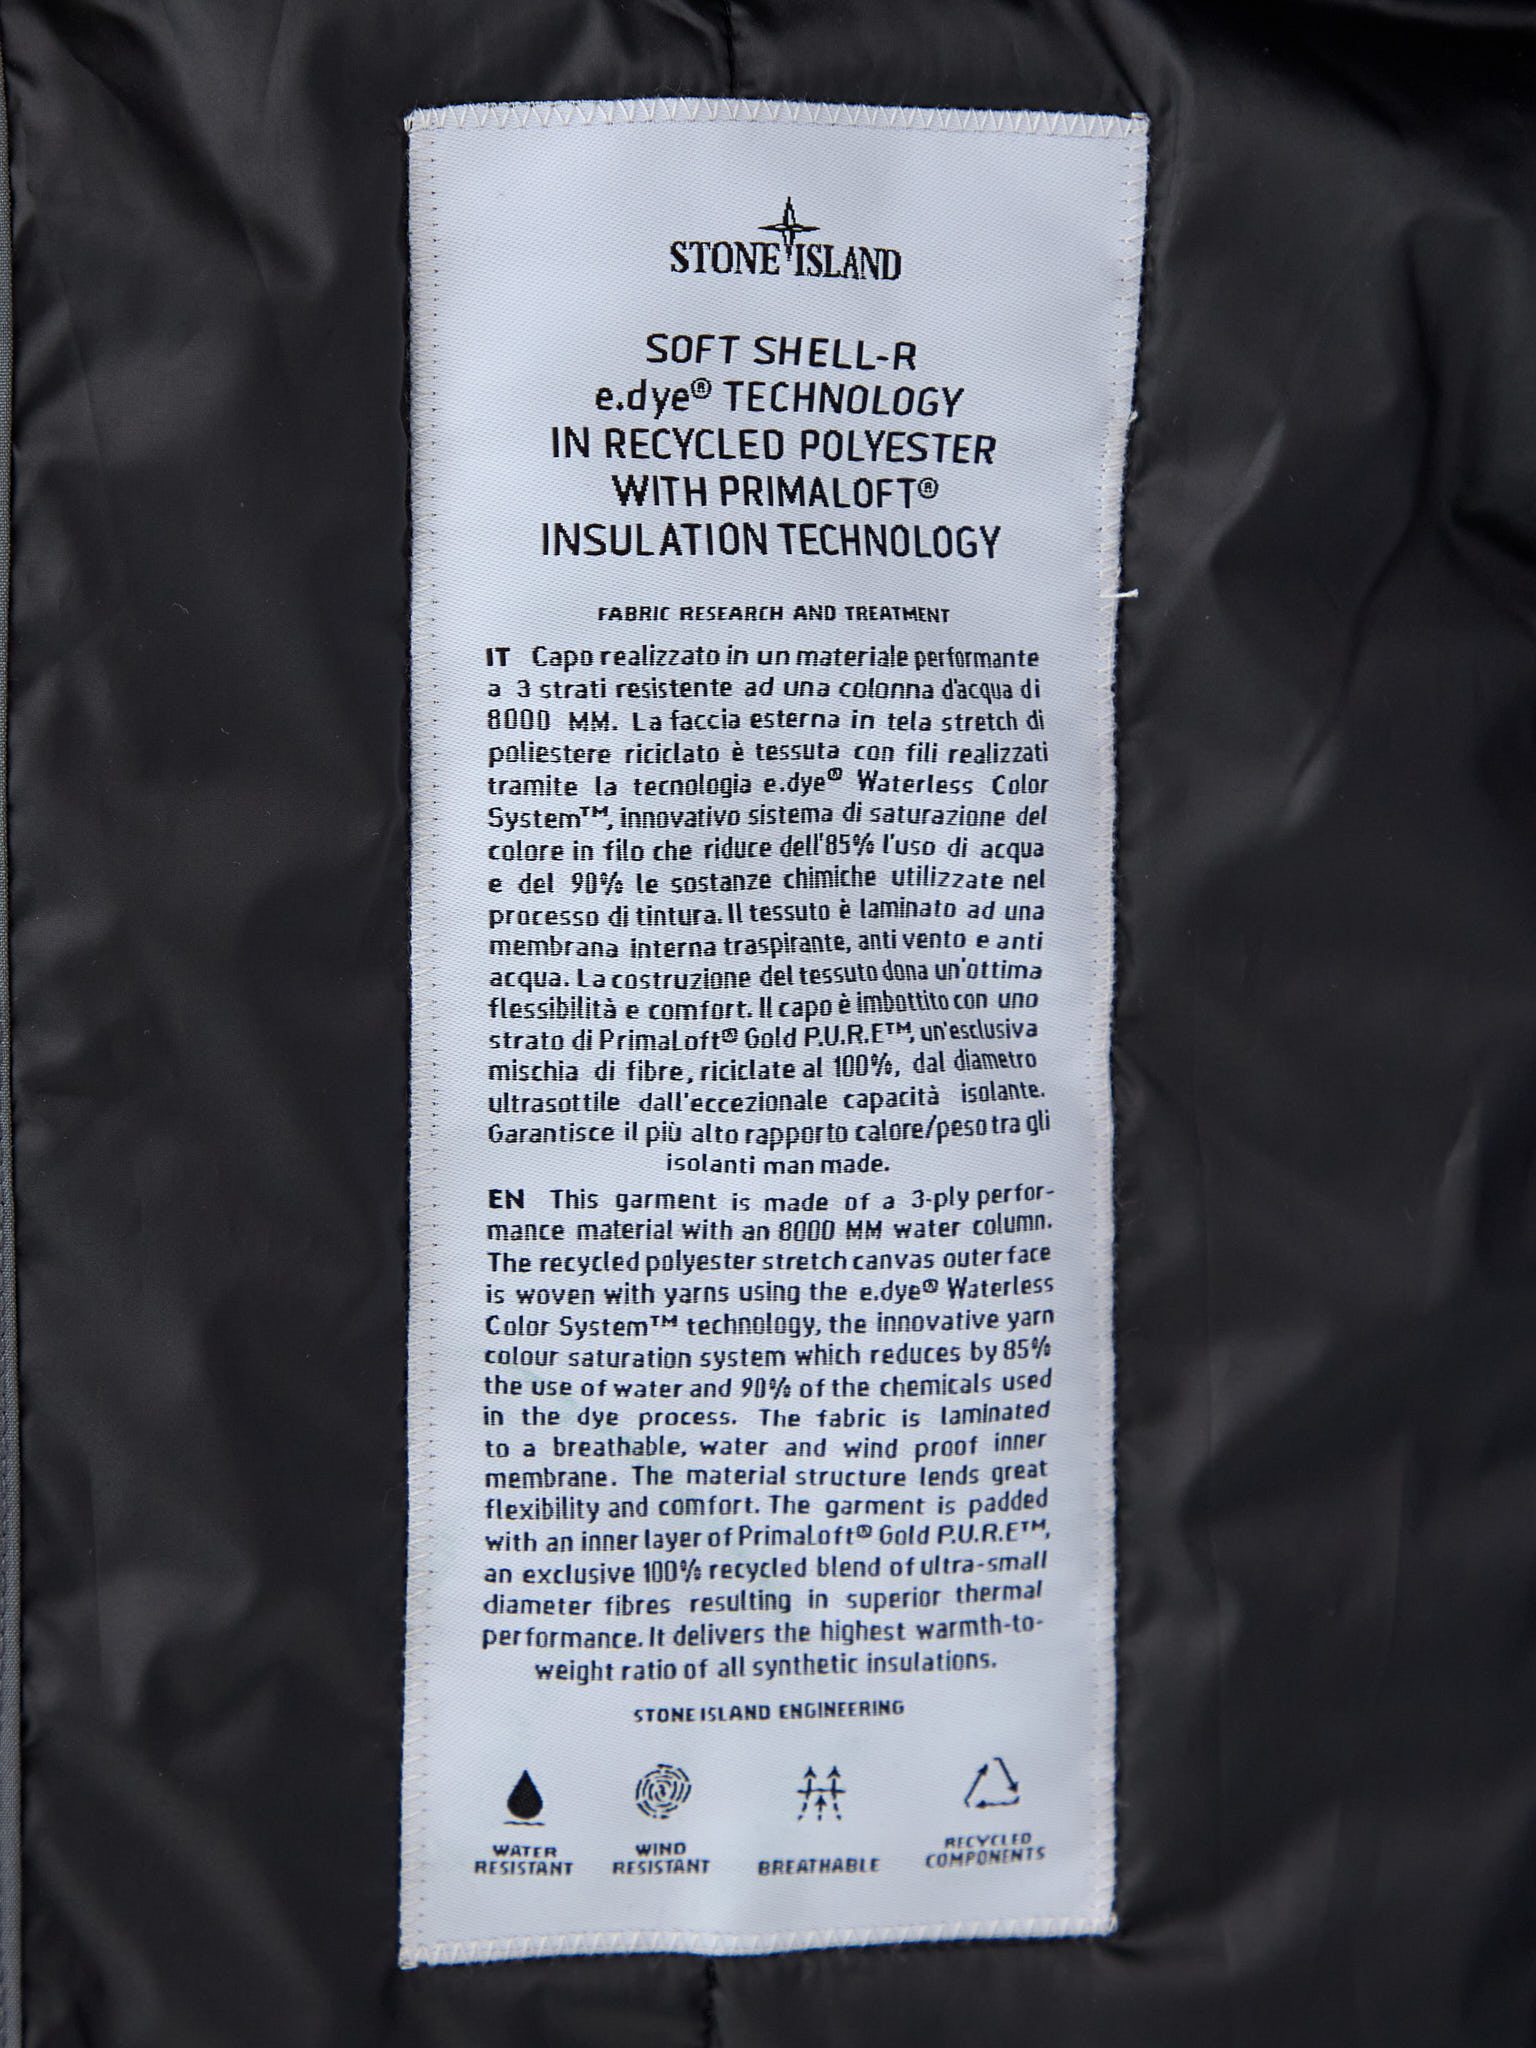 STONE ISLAND
SOFT SHELL-R
e.dye® TECHNOLOGY
IN RECYCLED POLYESTER
WITH PRIMALOFT®
INSULATION TECHNOLOGY
FABRIC RESEARCH AND TREATMENT
IT Capo realizzato in un materiale performante
a 3 strati resistente ad una colonna d'acqua di
8000 MM. La faccia esterna in tela stretch di
poliestere riciclato è tessuta con fili realizzati
tramite la tecnologia e.dye® Waterless Color
System™, innovativo sistema di saturazione del
colore in filo che riduce dell'85% l'uso di acqua
e del 90% le sostanze chimiche utilizzate nel
processo di tintura. Il tessuto è laminato ad una
membrana interna traspirante, anti vento e anti
acqua. La costruzione del tessuto dona un'ottima
flessibilità e comfort. Il capo è imbottito con uno
strato di PrimaLoft® Gold P.U.R.E™, un'esclusiva
mischia di fibre, riciclate al 100%, dal diametro
ultrasottile dall'eccezionale capacità isolante.
Garantisce il più alto rapporto calore/peso tra gli
isolanti man made.
EN This garment is made of a 3-ply perfor-
mance material with an 8000 MM water column.
The recycled polyester stretch canvas outer face
is woven with yarns using the e.dye® Waterless
Color System™ technology, the innovative yarn
colour saturation system which reduces by 85%
the use of water and 90% of the chemicals used
in the dye process. The fabric is laminated
to a breathable, water and wind proof inner
membrane. The material structure lends great
flexibility and comfort. The garment is padded
with an inner layer of PrimaLoft® Gold P.U.R.E™,
an exclusive 100% recycled blend of ultra-small
diameter fibres resulting in superior thermal
performance. It delivers the highest warmth-to-
weight ratio of all synthetic insulations.
STONE ISLAND ENGINEERING
WATER
RESISTANT
WIND
RESISTANT
BREATHABLE
RECYCLED
COMPONENTS